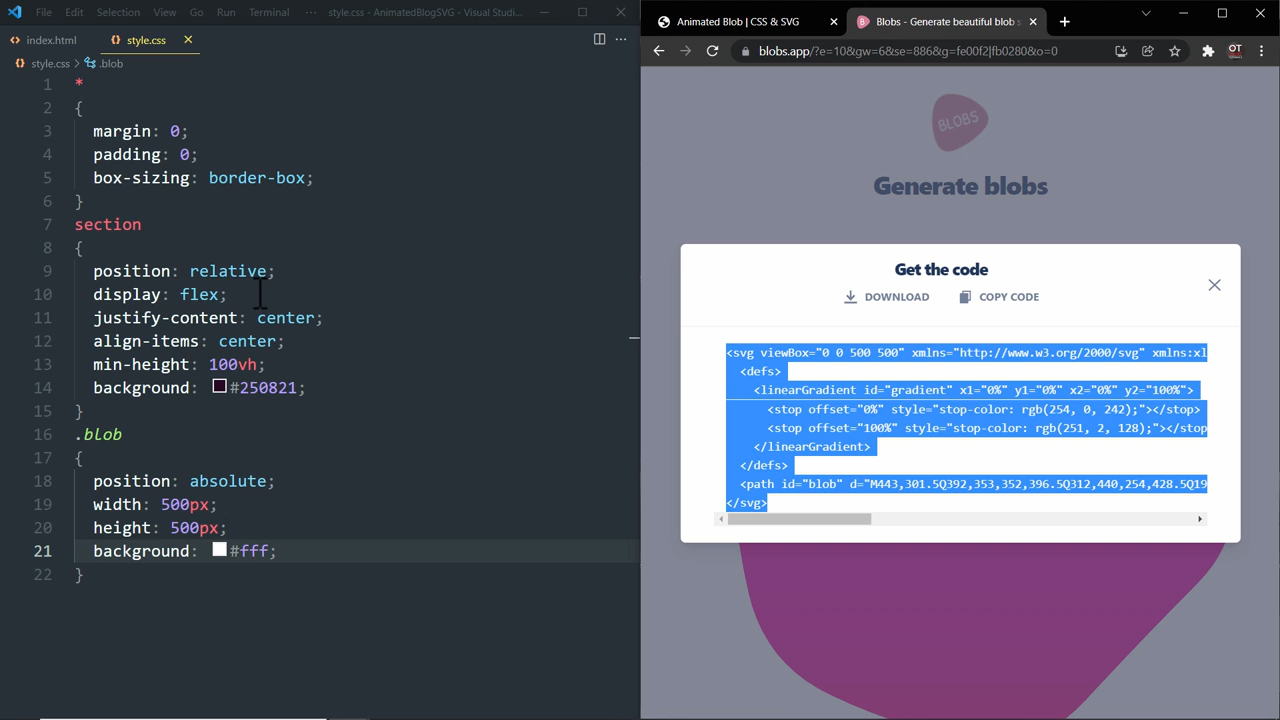 File Edit Selection View Go Run Terminal ··· style.css - AnimatedBlogSVG - Visual Studi...
index.html style.css
style.css > .blob
1 *
2 {
3 margin: 0;
4 padding: 0;
5 box-sizing: border-box;
6 }
7 section
8 {
9 position: relative;
10 display: flex;
11 justify-content: center;
12 align-items: center;
13 min-height: 100vh;
14 background: #250821;
15 }
16 .blob
17 {
18 position: absolute;
19 width: 500px;
20 height: 500px;
21 background: #fff;
22 }
Animated Blob | CSS & SVG
Blobs - Generate beautiful blob s
blobs.app/?e=10&gw=6&se=886&g=fe00f2|fb0280&o=0
OT
BLOBS
Generate blobs
Get the code
DOWNLOAD COPY CODE
<svg viewBox="0 0 500 500" xmlns="http://www.w3.org/2000/svg" xmlns:xl
<defs>
<linearGradient id="gradient" x1="0%" y1="0%" x2="0%" y2="100%">
<stop offset="0%" style="stop-color: rgb(254, 0, 242);"></stop>
<stop offset="100%" style="stop-color: rgb(251, 2, 128);"></stop
</linearGradient>
</defs>
<path id="blob" d="M443,301.5Q392,353,352,396.5Q312,440,254,428.5Q19
</svg>